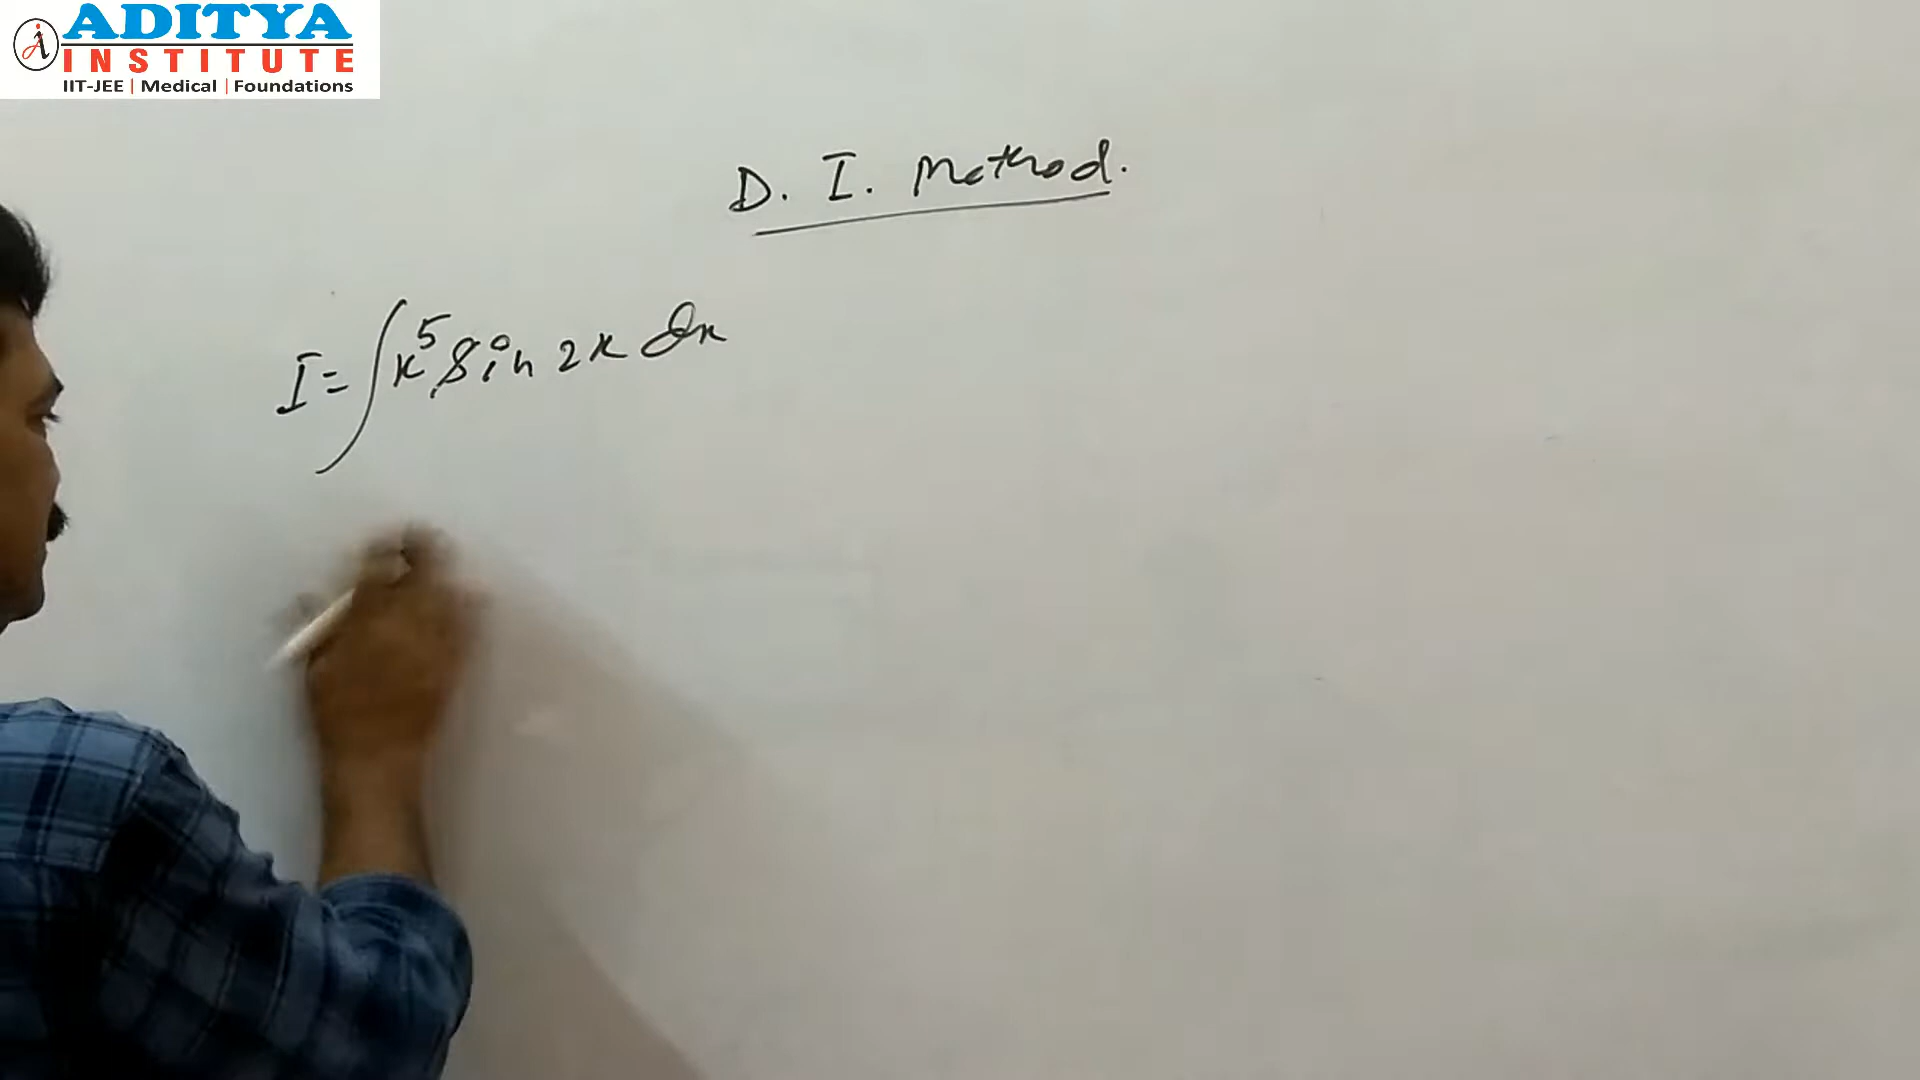 ADITYA
INSTITUTE
IIT-JEE | Medical | Foundations
D. I. Method.
I = ∫x⁵ sin 2x dx